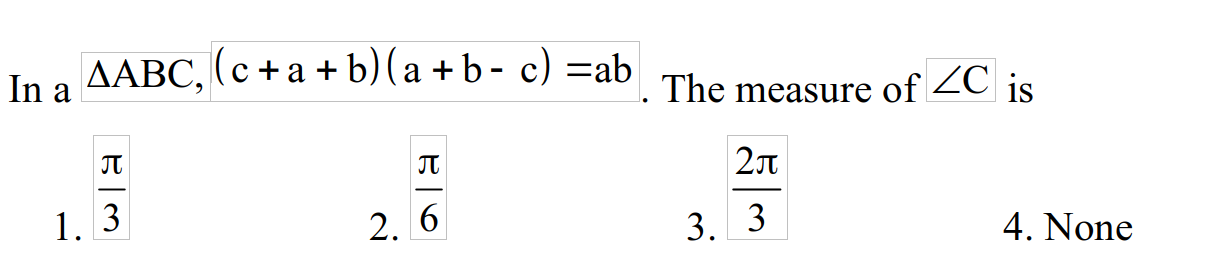 In a ΔABC, (c + a + b)(a + b - c) =ab. The measure of ∠C is
1. π/3 2. π/6 3. 2π/3 4. None